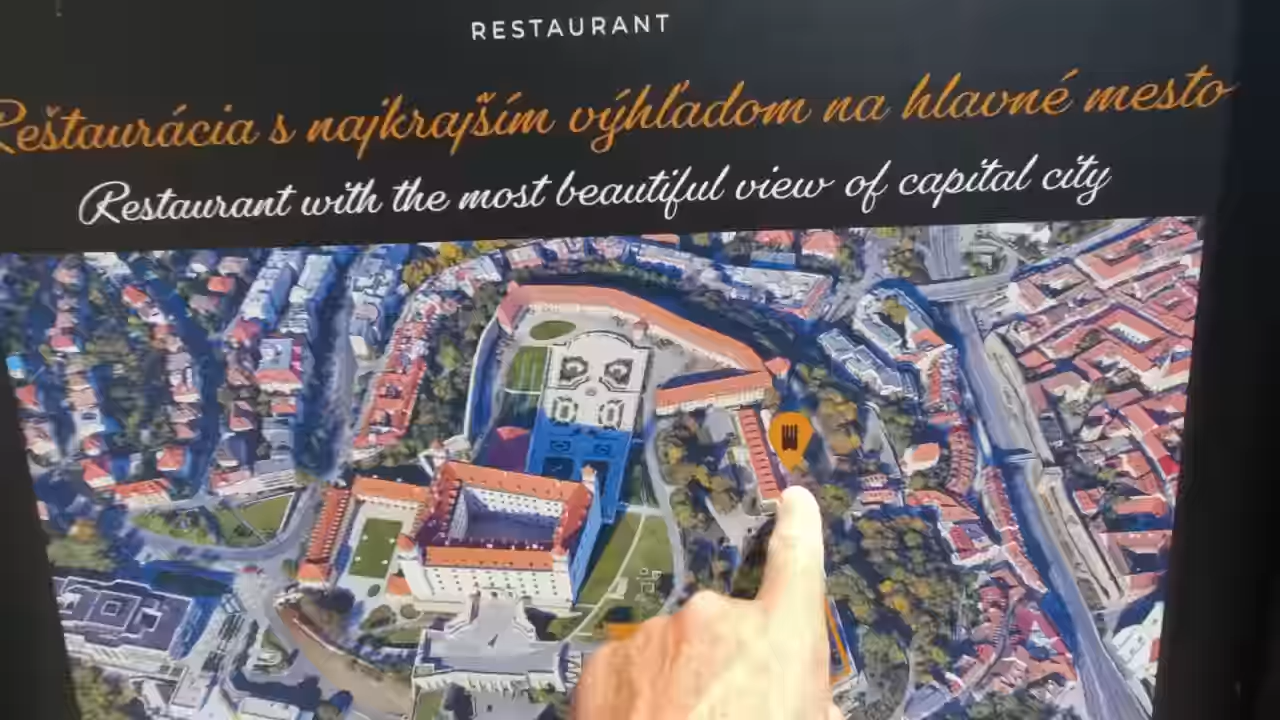 RESTAURANT
Reštaurácia s najkrajším výhľadom na hlavné mesto
Restaurant with the most beautiful view of capital city